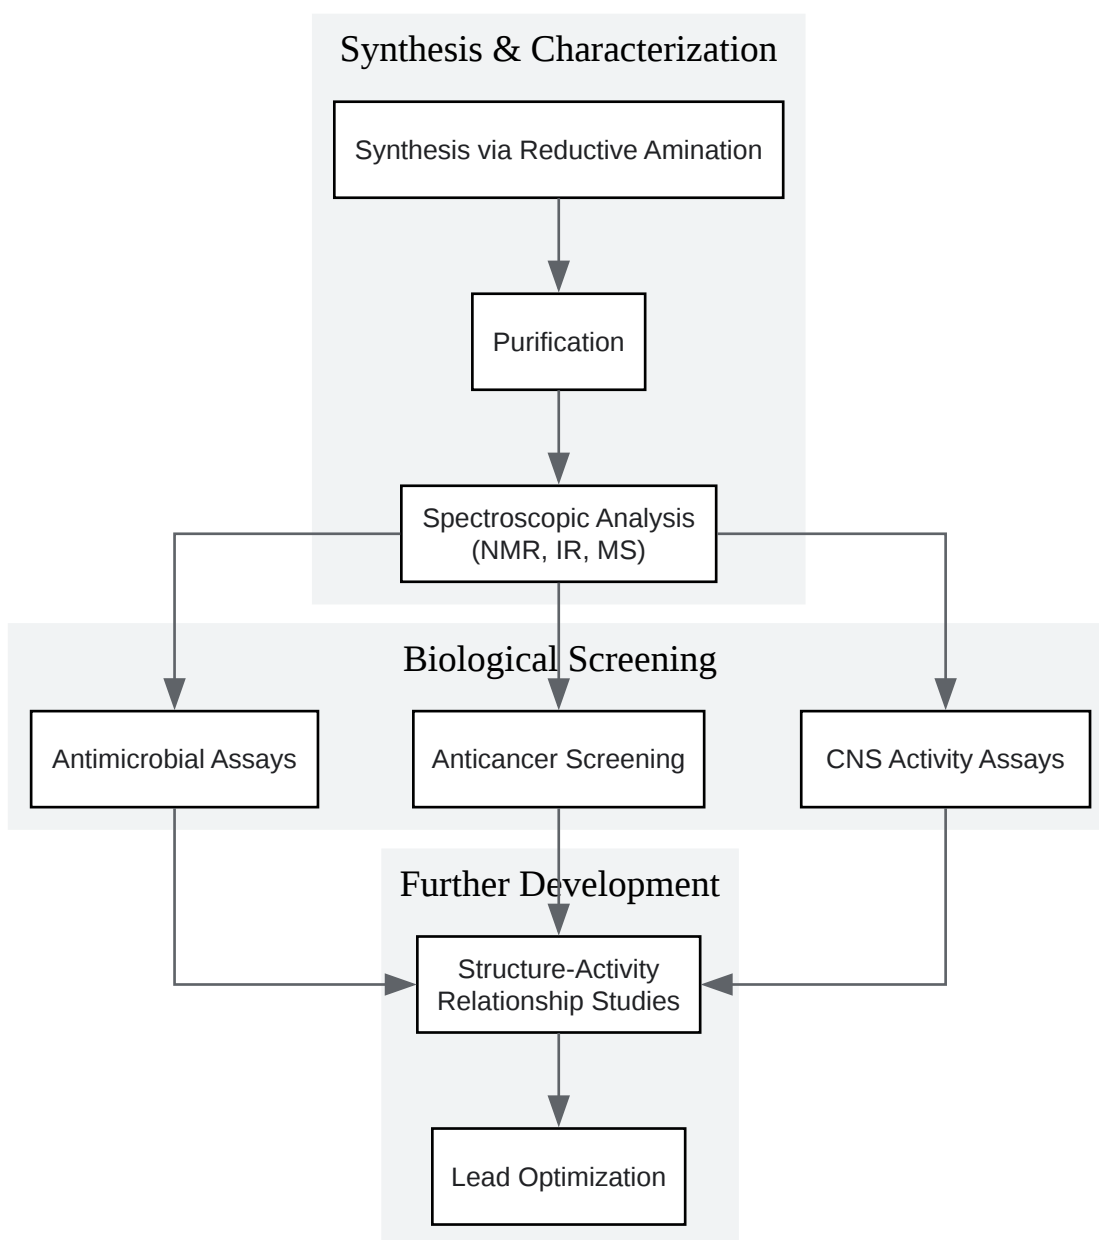 Synthesis & Characterization
Synthesis via Reductive Amination
Purification
Spectroscopic Analysis
(NMR, IR, MS)
Biological Screening
Antimicrobial Assays
Anticancer Screening
CNS Activity Assays
Further Development
Structure-Activity
Relationship Studies
Lead Optimization